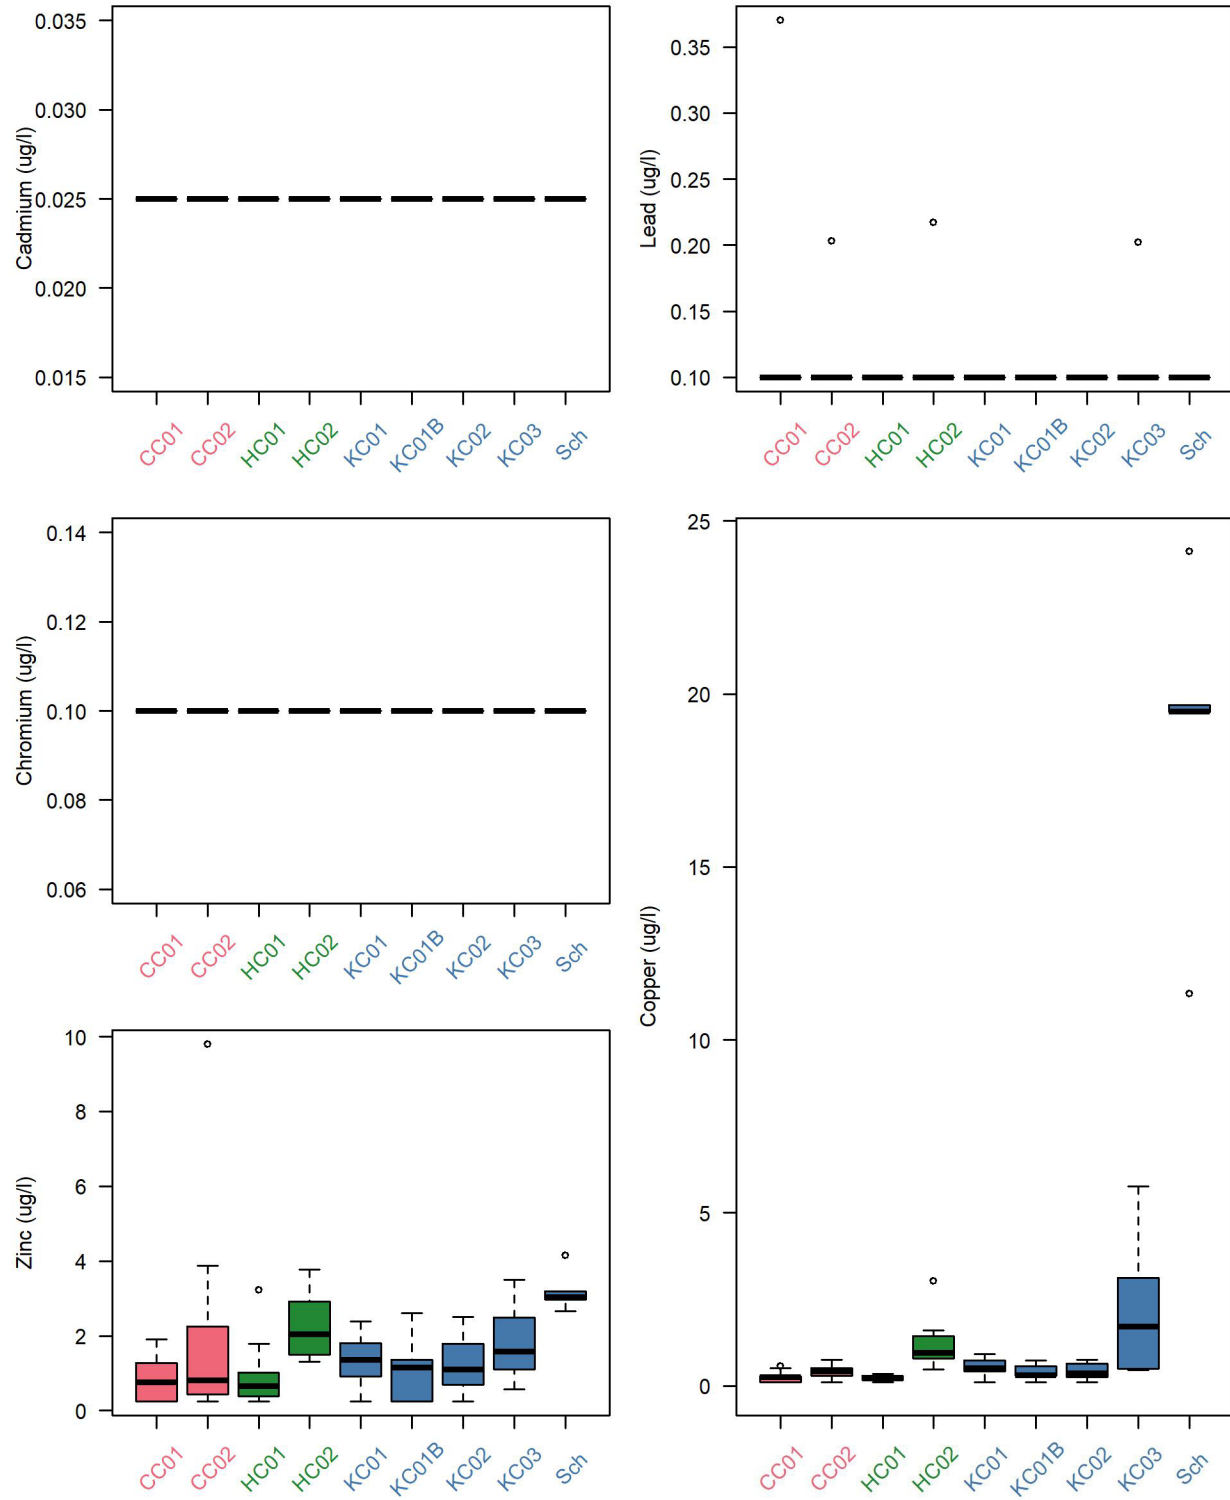 Cadmium (ug/l)
0.035
0.030
0.025
0.020
0.015
CC01 CC02 HC01 HC02 KC01 KC01B KC02 KC03 Sch
Lead (ug/l)
0.35
0.30
0.25
0.20
0.15
0.10
CC01 CC02 HC01 HC02 KC01 KC01B KC02 KC03 Sch
Chromium (ug/l)
0.14
0.12
0.10
0.08
0.06
CC01 CC02 HC01 HC02 KC01 KC01B KC02 KC03 Sch
Copper (ug/l)
25
20
15
10
5
0
CC01 CC02 HC01 HC02 KC01 KC01B KC02 KC03 Sch
Zinc (ug/l)
10
8
6
4
2
0
CC01 CC02 HC01 HC02 KC01 KC01B KC02 KC03 Sch